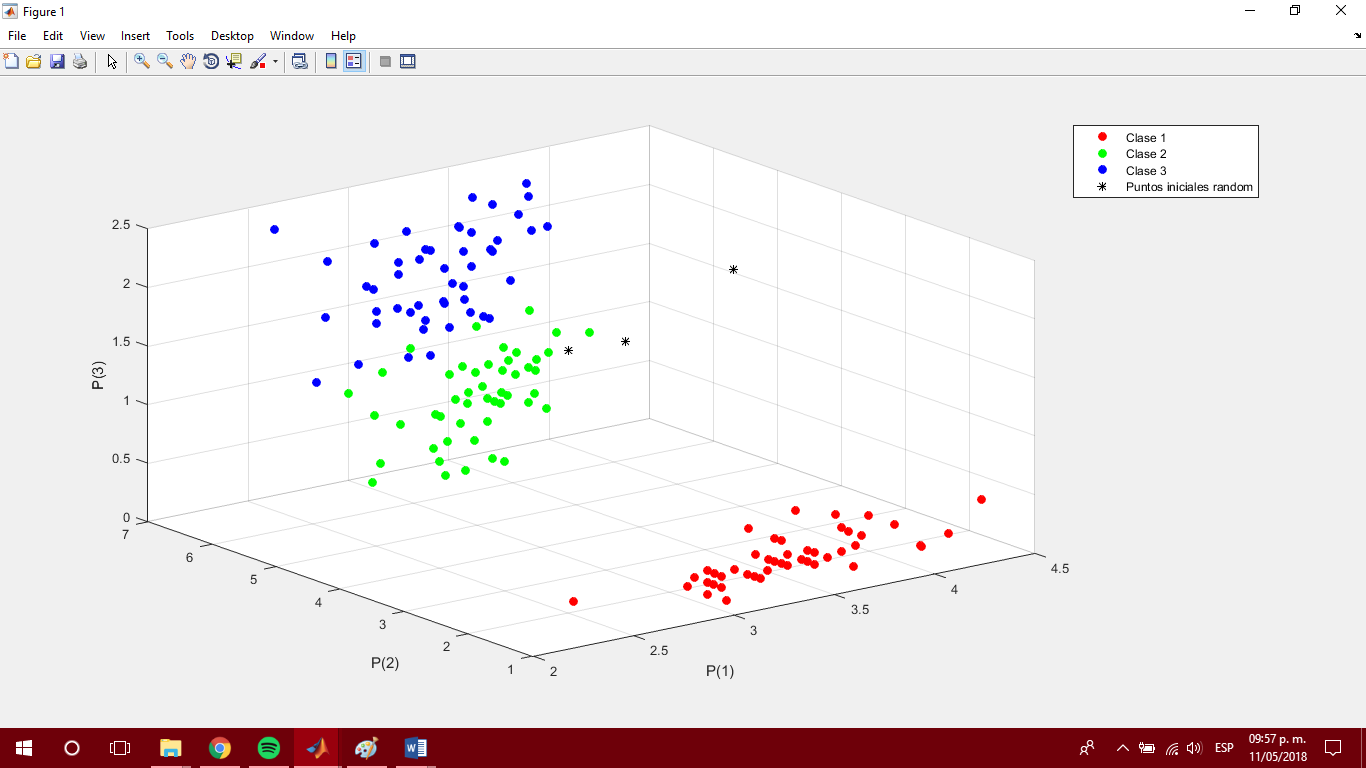 Figure 1
File Edit View Insert Tools Desktop Window Help
Clase 1
Clase 2
Clase 3
Puntos iniciales random
2.5
2
1.5
1
0.5
0
P(3)
7
6
5
4
3
2
1
P(2)
2
2.5
3
3.5
4
4.5
P(1)
ESP
09:57 p. m.
11/05/2018